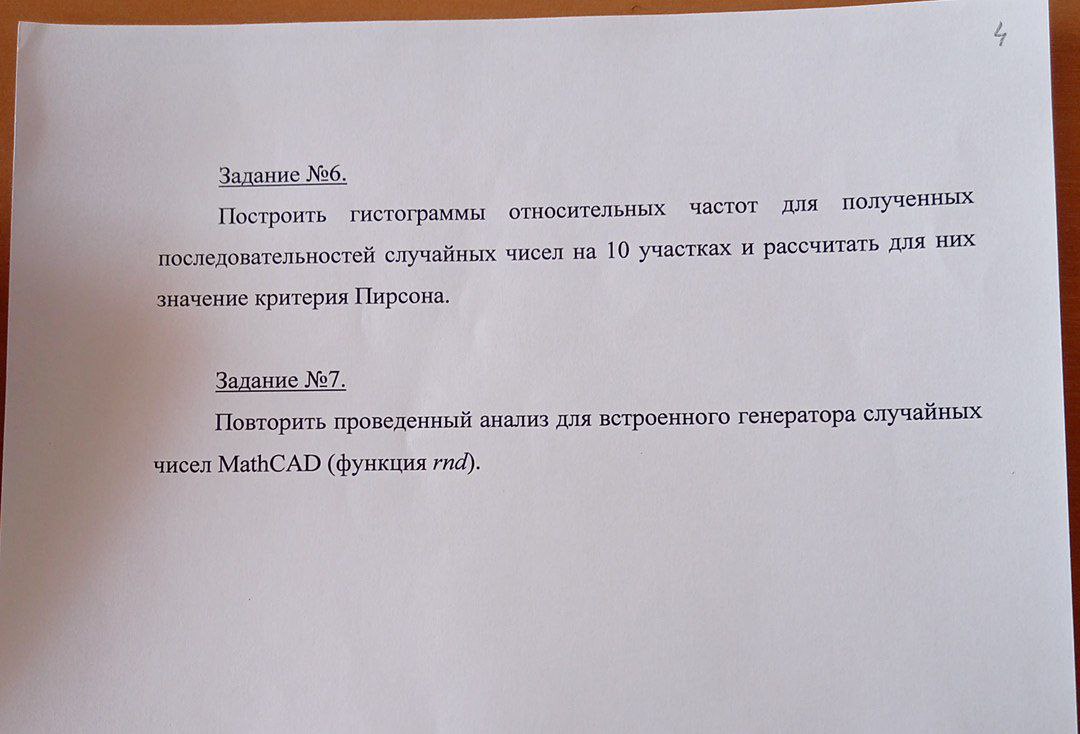 4
Задание №6.
Построить гистограммы относительных частот для полученных
последовательностей случайных чисел на 10 участках и рассчитать для них
значение критерия Пирсона.
Задание №7.
Повторить проведенный анализ для встроенного генератора случайных
чисел MathCAD (функция rnd).